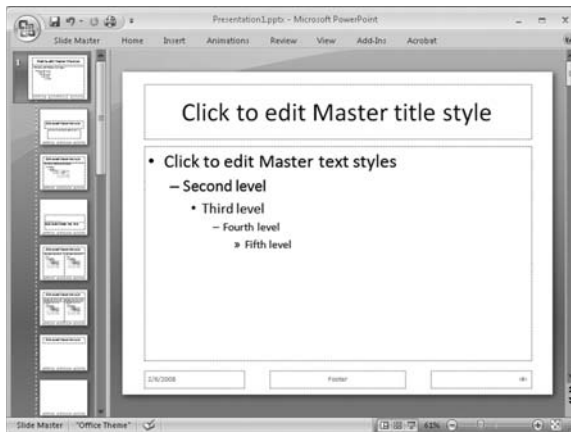 Presentation1.pptx - Microsoft PowerPoint
Slide Master Home Insert Animations Review View Add-Ins Acrobat
1
Click to edit Master title style
• Click to edit Master text styles
– Second level
• Third level
– Fourth level
» Fifth level
2/6/2008 Footer ‹#›
Slide Master "Office Theme" 61%